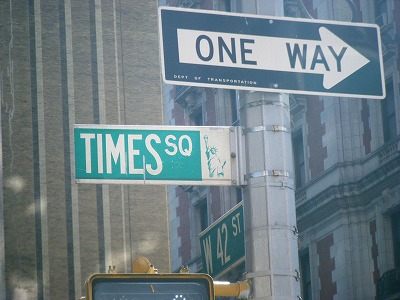 ONE WAY
DEPT OF TRANSPORTATION
TIMES SQ
W 42 ST